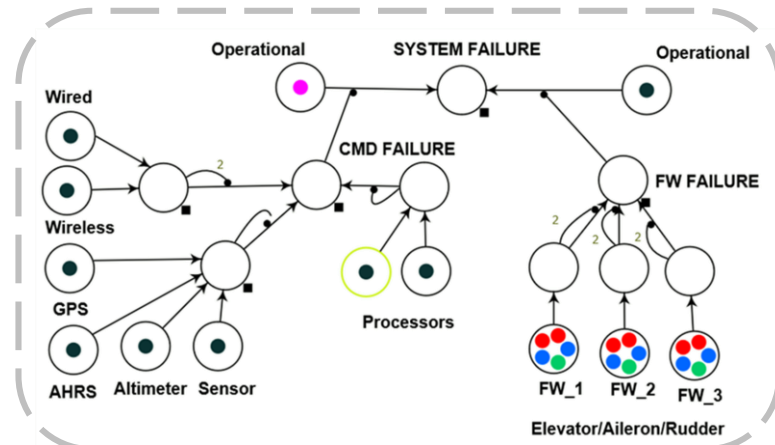 Operational
SYSTEM FAILURE
Operational
Wired
2
CMD FAILURE
FW FAILURE
Wireless
2
2
2
GPS
Processors
AHRS
Altimeter
Sensor
FW_1
FW_2
FW_3
Elevator/Aileron/Rudder